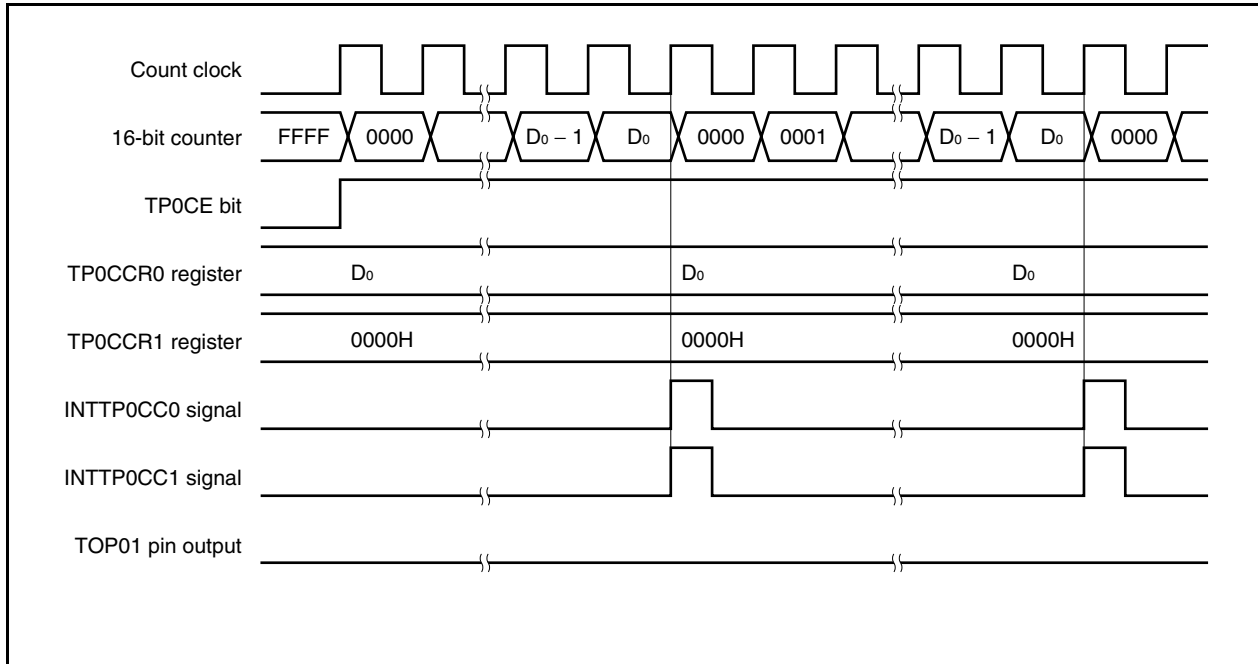 Count clock
16-bit counter FFFF 0000 D₀ − 1 D₀ 0000 0001 D₀ − 1 D₀ 0000
TP0CE bit
TP0CCR0 register D₀ D₀ D₀
TP0CCR1 register 0000H 0000H 0000H
INTTP0CC0 signal
INTTP0CC1 signal
TOP01 pin output